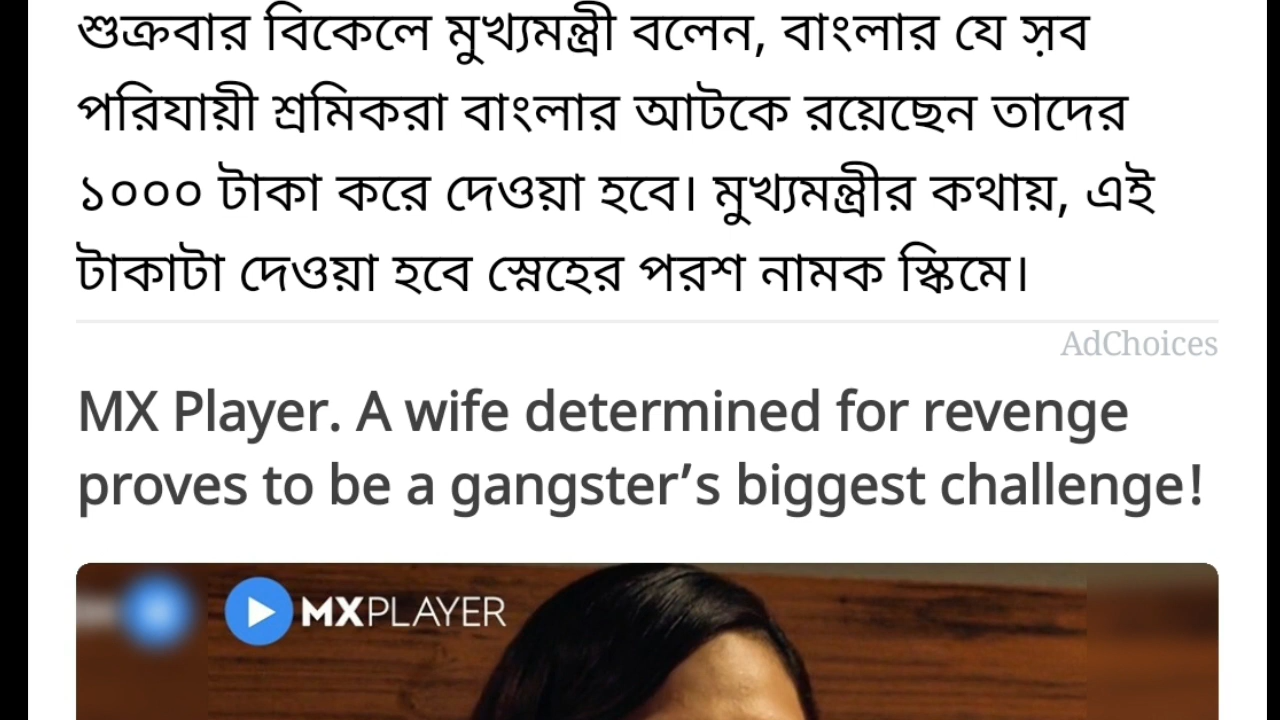 শুক্রবার বিকেলে মুখ্যমন্ত্রী বলেন, বাংলার যে স়ব
পরিযায়ী শ্রমিকরা বাংলার আটকে রয়েছেন তাদের
১০০০ টাকা করে দেওয়া হবে। মুখ্যমন্ত্রীর কথায়, এই
টাকাটা দেওয়া হবে স্নেহের পরশ নামক স্কিমে।
AdChoices
MX Player. A wife determined for revenge
proves to be a gangster’s biggest challenge!
MXPLAYER